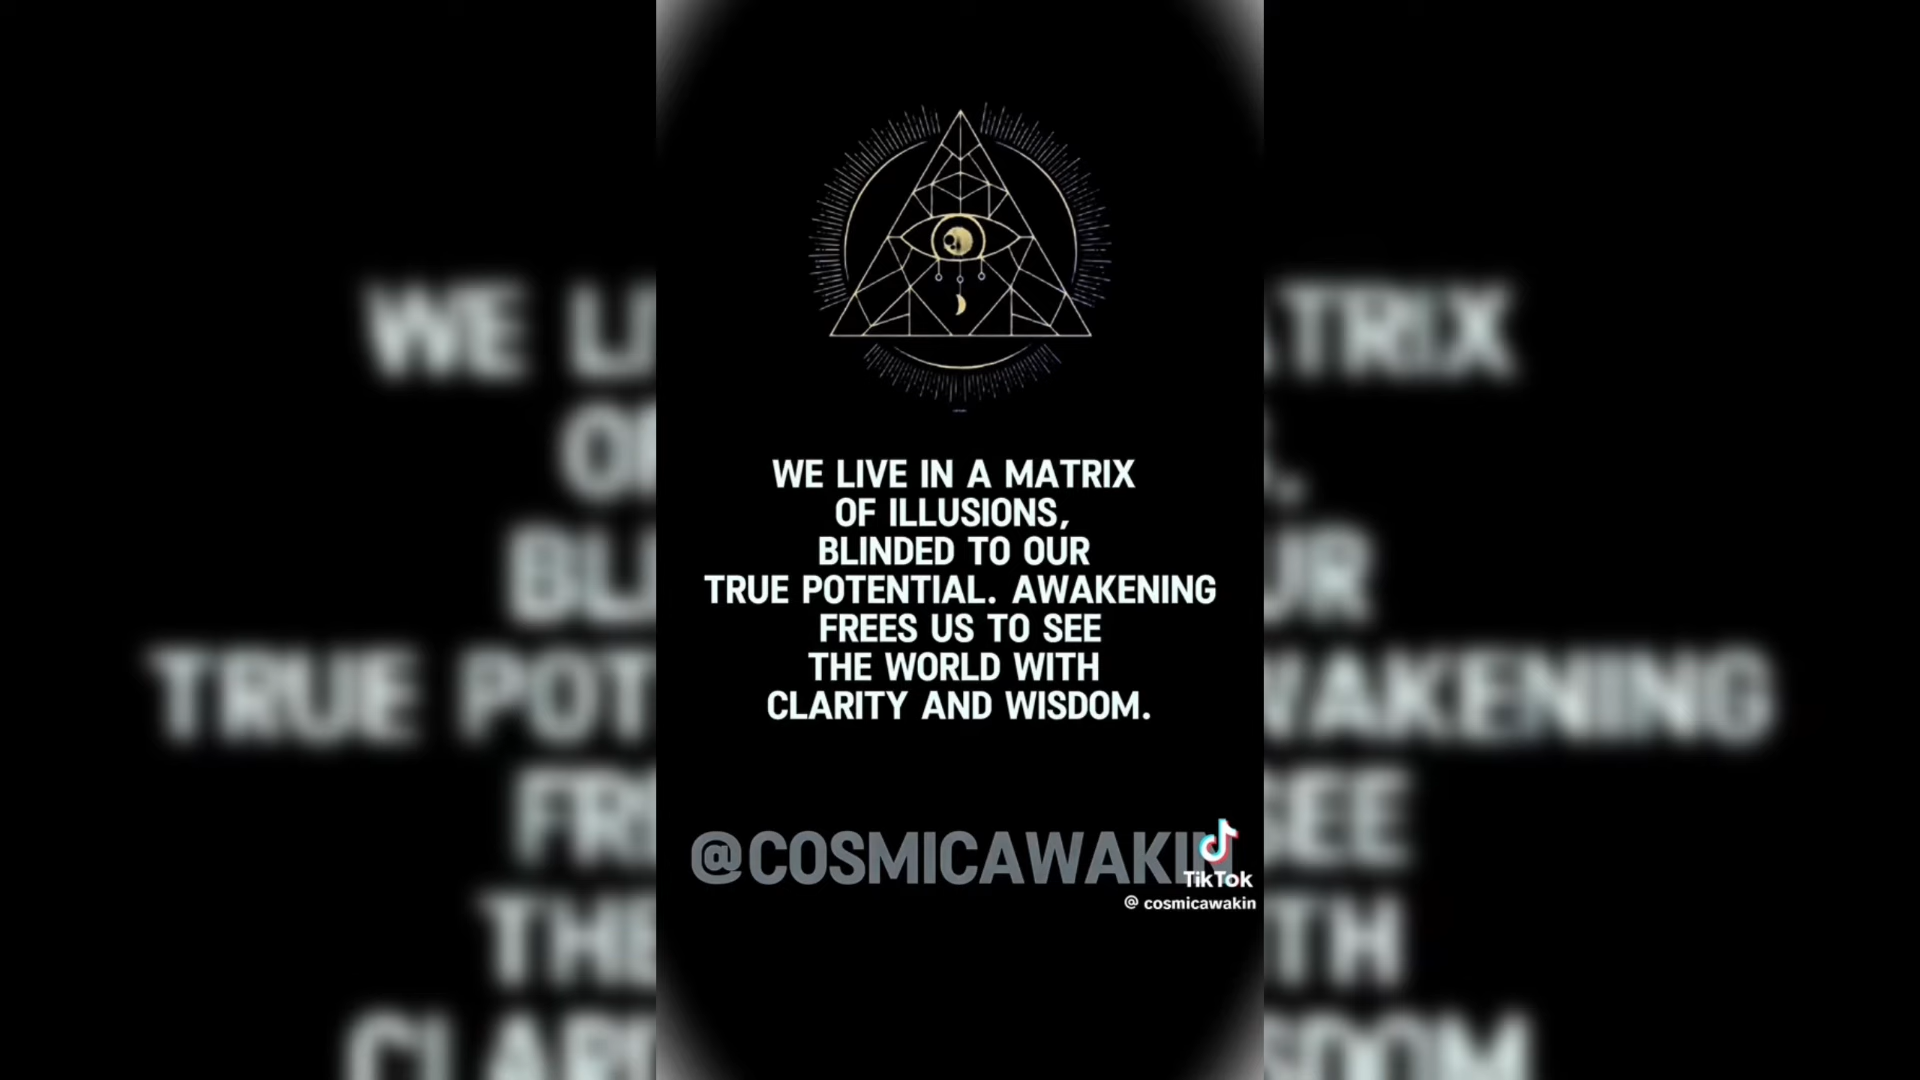 WE LIVE IN A MATRIX
OF ILLUSIONS,
BLINDED TO OUR
TRUE POTENTIAL. AWAKENING
FREES US TO SEE
THE WORLD WITH
CLARITY AND WISDOM.
@COSMICAWAKIN
TikTok
@ cosmicawakin